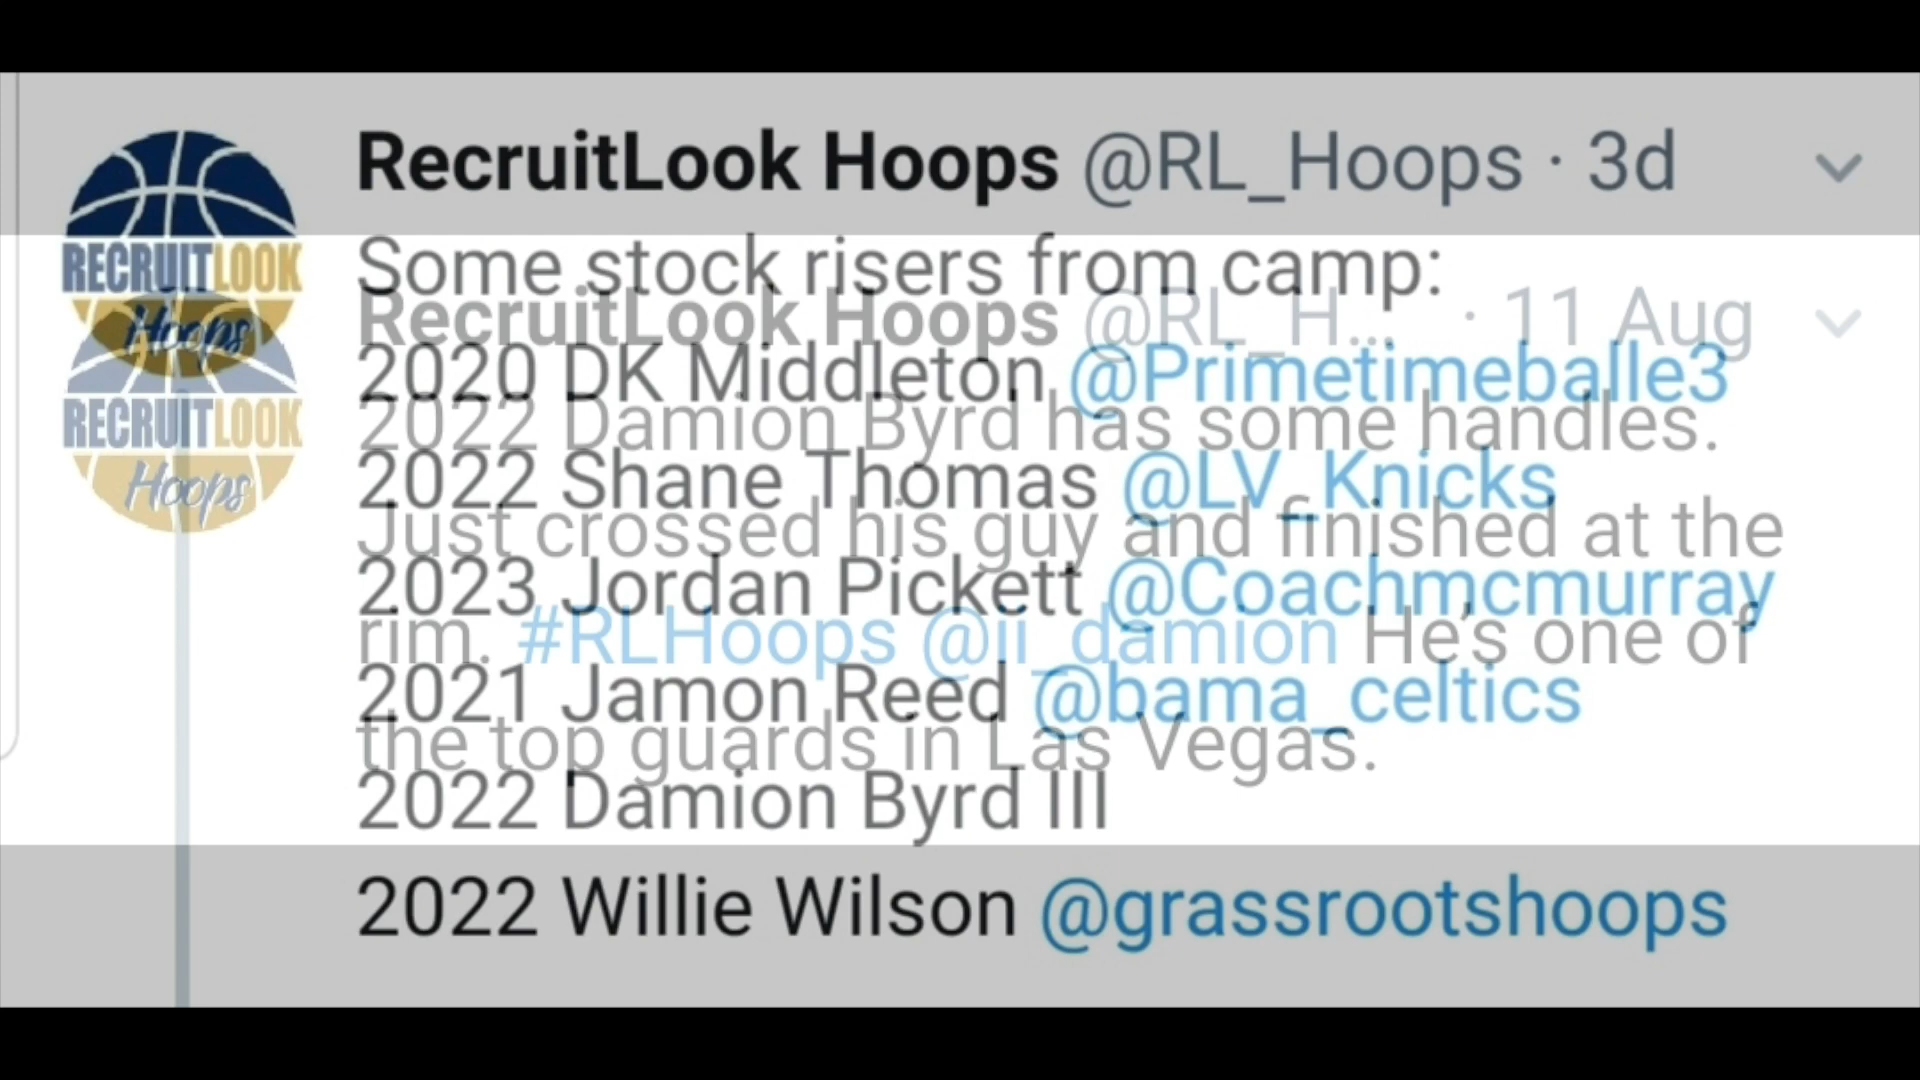 RecruitLook Hoops @RL_Hoops · 3d
Some stock risers from camp:
2020 DK Middleton @Primetimeballe3
2022 Shane Thomas @LV_Knicks
2023 Jordan Pickett @Coachmcmurray
2021 Jamon Reed @bama_celtics
2022 Damion Byrd III
2022 Willie Wilson @grassrootshoops
RecruitLook Hoops @RL_H... · 11 Aug
2022 Damion Byrd has some handles.
Just crossed his guy and finished at the
rim. #RLHoops @ji_damion He's one of
the top guards in Las Vegas.
RECRUITLOOK
Hoops
RECRUITLOOK
Hoops